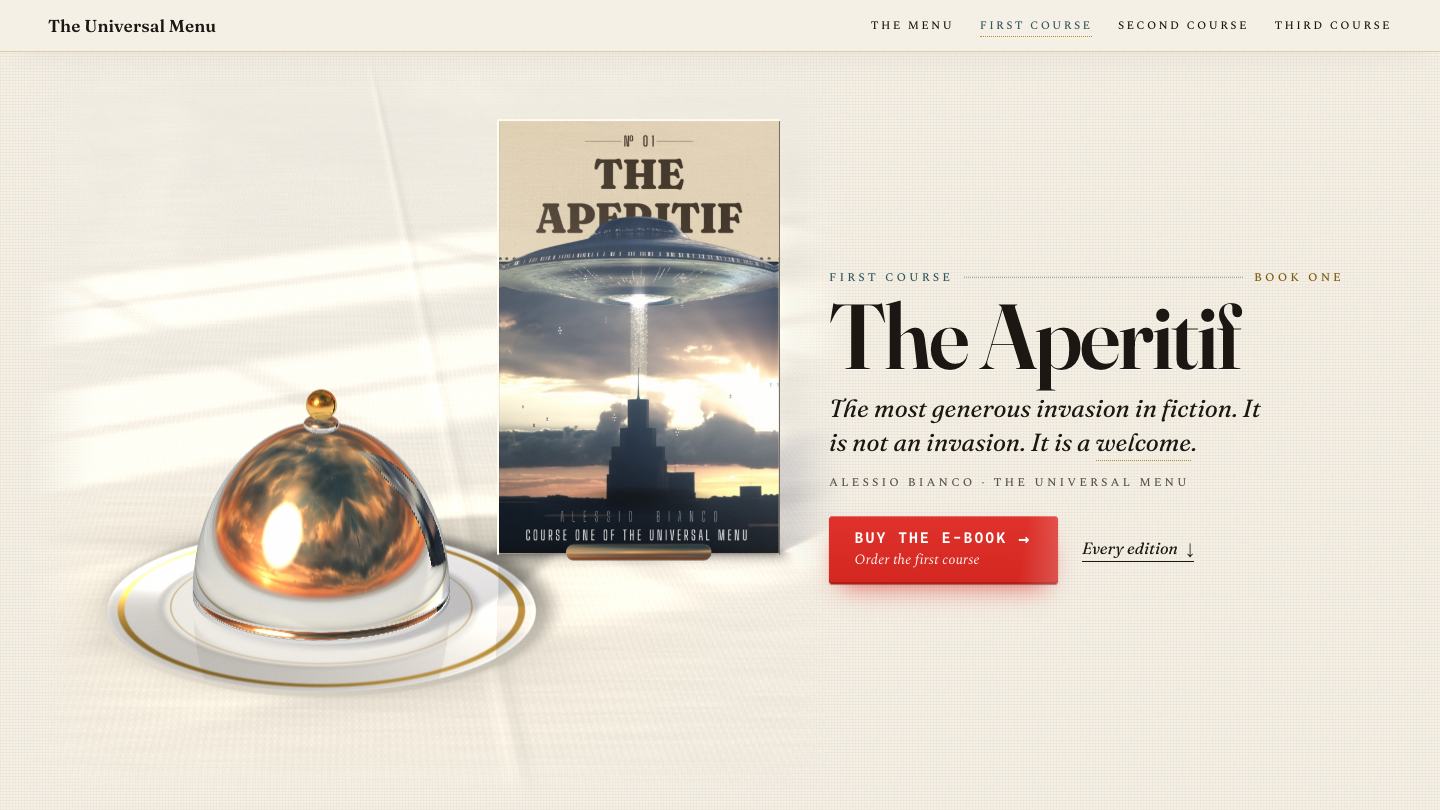 The Universal Menu
THE MENU
FIRST COURSE
SECOND COURSE
THIRD COURSE
Nº 01
THE
APERITIF
ALESSIO BIANCO
COURSE ONE OF THE UNIVERSAL MENU
FIRST COURSE
BOOK ONE
The Aperitif
The most generous invasion in fiction. It
is not an invasion. It is a welcome.
ALESSIO BIANCO · THE UNIVERSAL MENU
BUY THE E-BOOK →
Order the first course
Every edition ↓